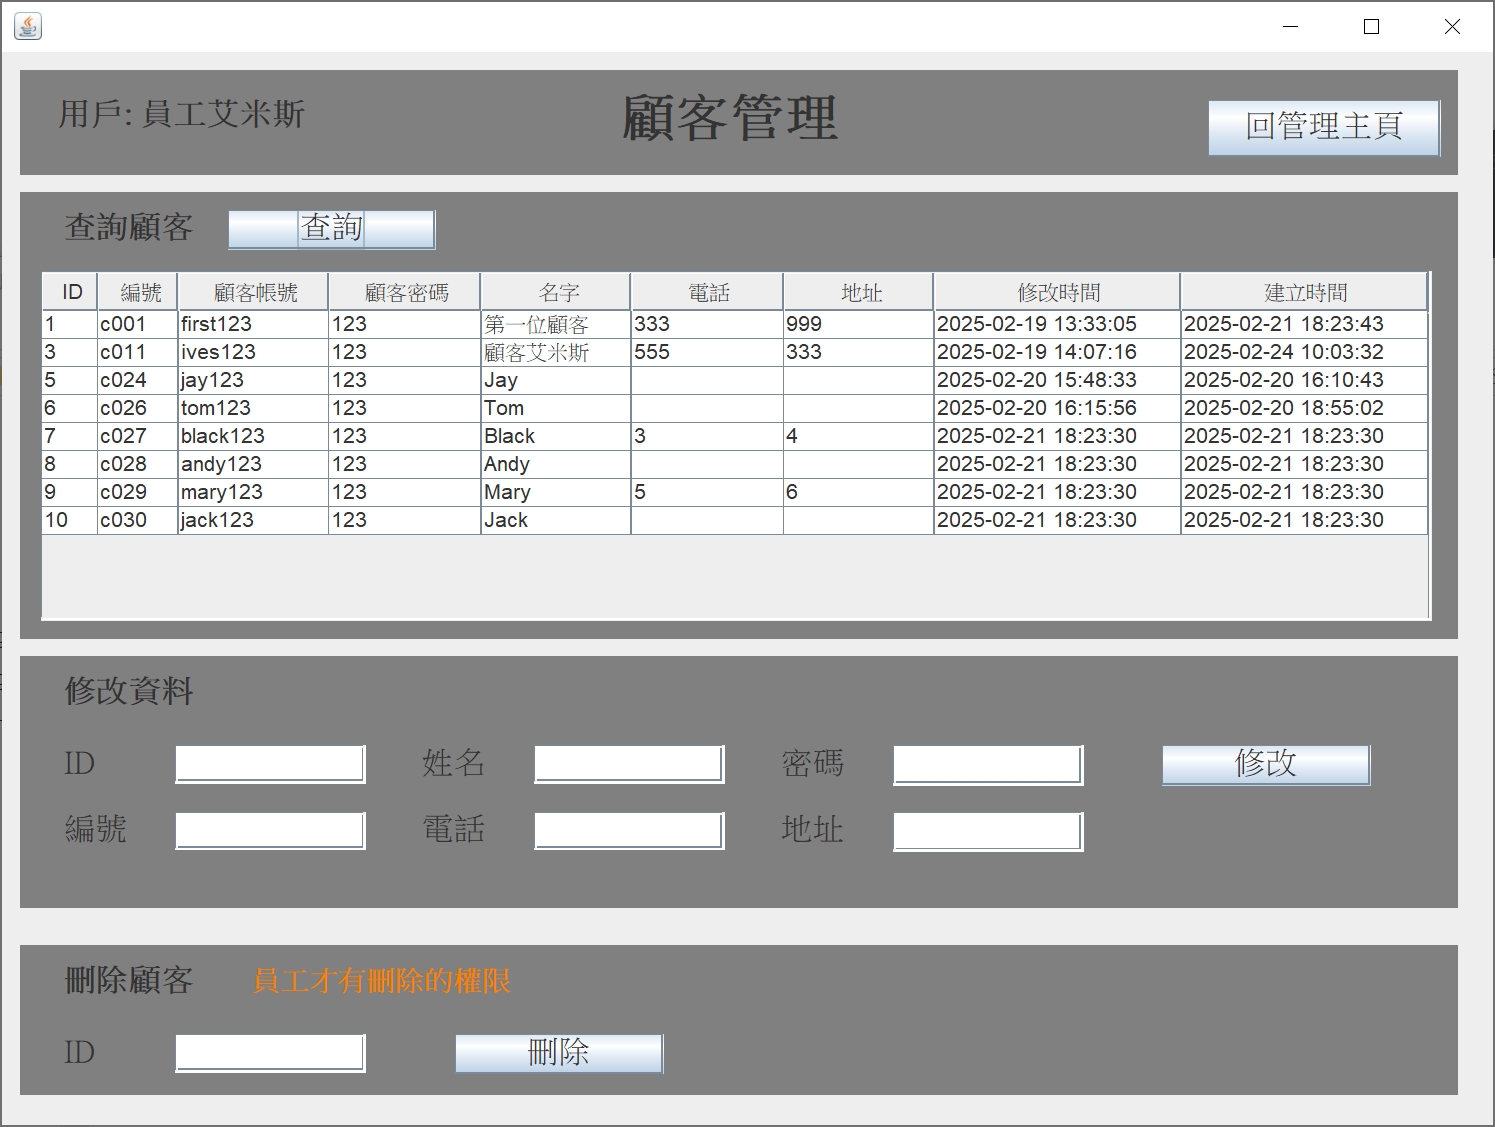 用戶: 員工艾米斯
顧客管理
回管理主頁
查詢顧客 查詢
ID 編號 顧客帳號 顧客密碼 名字 電話 地址 修改時間 建立時間
1 c001 first123 123 第一位顧客 333 999 2025-02-19 13:33:05 2025-02-21 18:23:43
3 c011 ives123 123 顧客艾米斯 555 333 2025-02-19 14:07:16 2025-02-24 10:03:32
5 c024 jay123 123 Jay 2025-02-20 15:48:33 2025-02-20 16:10:43
6 c026 tom123 123 Tom 2025-02-20 16:15:56 2025-02-20 18:55:02
7 c027 black123 123 Black 3 4 2025-02-21 18:23:30 2025-02-21 18:23:30
8 c028 andy123 123 Andy 2025-02-21 18:23:30 2025-02-21 18:23:30
9 c029 mary123 123 Mary 5 6 2025-02-21 18:23:30 2025-02-21 18:23:30
10 c030 jack123 123 Jack 2025-02-21 18:23:30 2025-02-21 18:23:30
修改資料
ID 姓名 密碼 修改
編號 電話 地址
刪除顧客 員工才有刪除的權限
ID 刪除